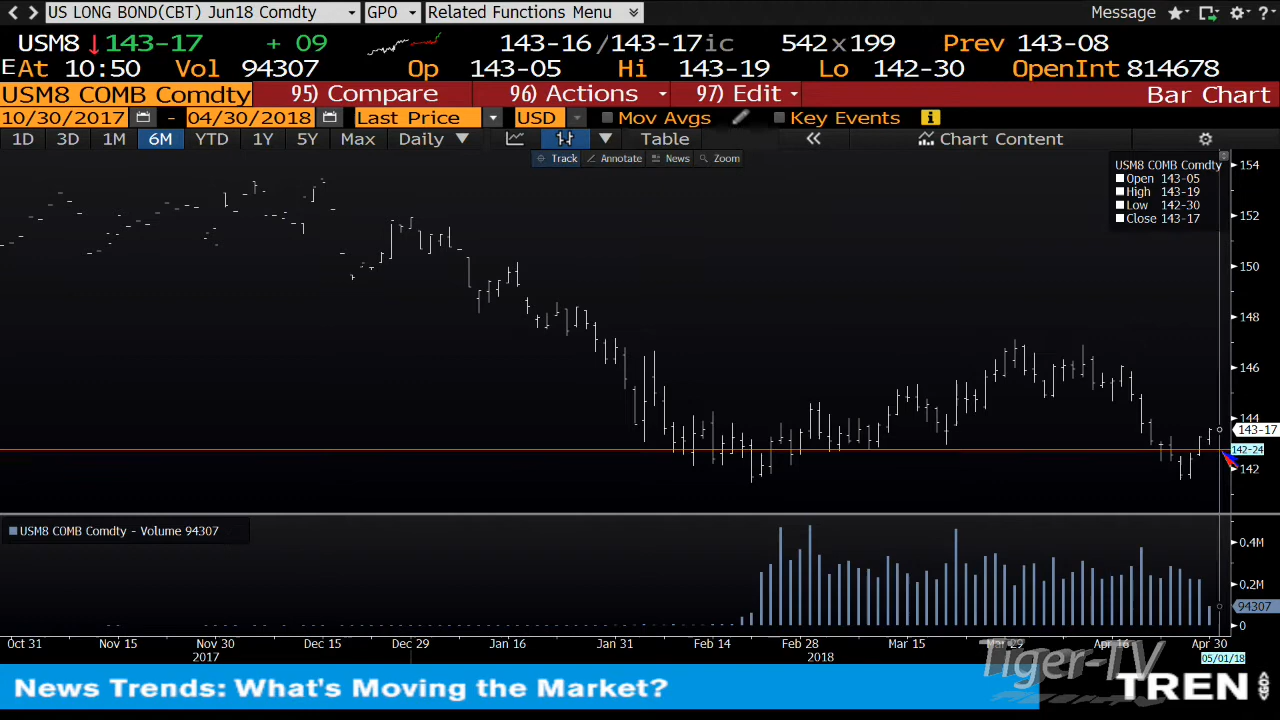 US LONG BOND(CBT) Jun18 Comdty GPO Related Functions Menu Message ?
USM8 ↓143-17 + 09 143-16/143-17ic 542x199 Prev 143-08
At 10:50 Vol 94307 Op 143-05 Hi 143-19 Lo 142-30 OpenInt 814678
USM8 COMB Comdty 95) Compare 96) Actions 97) Edit Bar Chart
10/30/2017 - 04/30/2018 Last Price USD Mov Avgs Key Events
1D 3D 1M 6M YTD 1Y 5Y Max Daily Table « Chart Content
Track Annotate News Zoom
USM8 COMB Comdty
Open 143-05
High 143-19
Low 142-30
Close 143-17
154
152
150
148
146
144
143-17
142-24
142
USM8 COMB Comdty - Volume 94307
0.4M
0.2M
94307
0
Oct 31 Nov 15 Nov 30 Dec 15 Dec 29 Jan 16 Jan 31 Feb 14 Feb 28 Mar 15 Mar 29 Apr 16 Apr 30
2017 2018 05/01/18
Tiger-TV
News Trends: What's Moving the Market? TREN